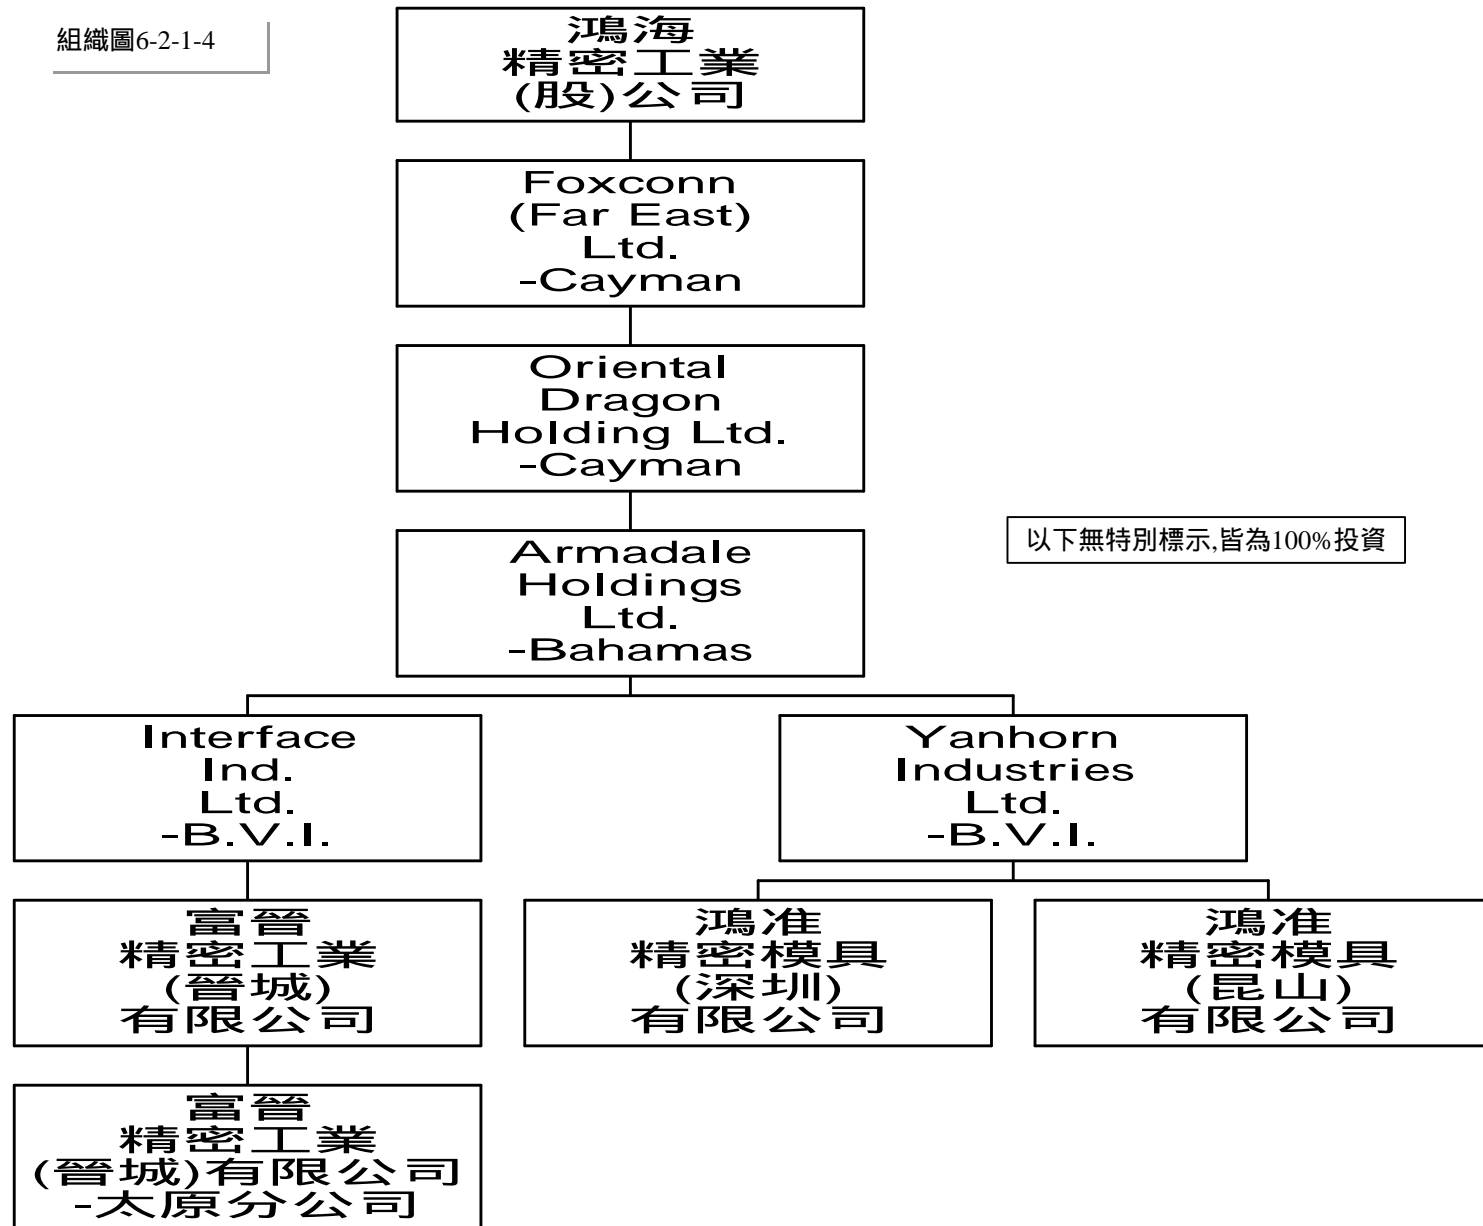 組織圖6-2-1-4
鴻海
精密工業
(股)公司
Foxconn
(Far East)
Ltd.
-Cayman
Oriental
Dragon
Holding Ltd.
-Cayman
以下無特別標示,皆為100%投資
Armadale
Holdings
Ltd.
-Bahamas
Interface
Ind.
Ltd.
-B.V.I.
Yanhorn
Industries
Ltd.
-B.V.I.
富晉
精密工業
(晉城)
有限公司
鴻准
精密模具
(深圳)
有限公司
鴻准
精密模具
(昆山)
有限公司
富晉
精密工業
(晉城)有限公司
-太原分公司